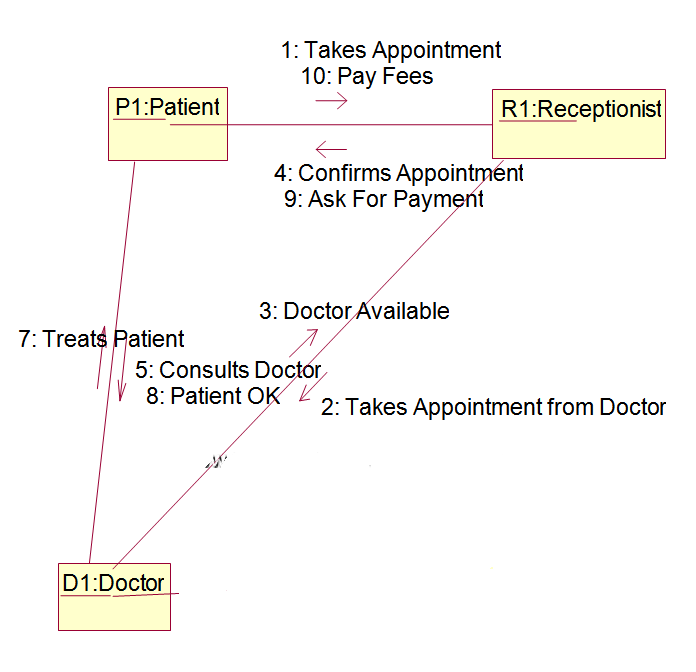 1: Takes Appointment
10: Pay Fees
P1:Patient
R1:Receptionist
4: Confirms Appointment
9: Ask For Payment
3: Doctor Available
7: Treats Patient
5: Consults Doctor
8: Patient OK
2: Takes Appointment from Doctor
D1:Doctor